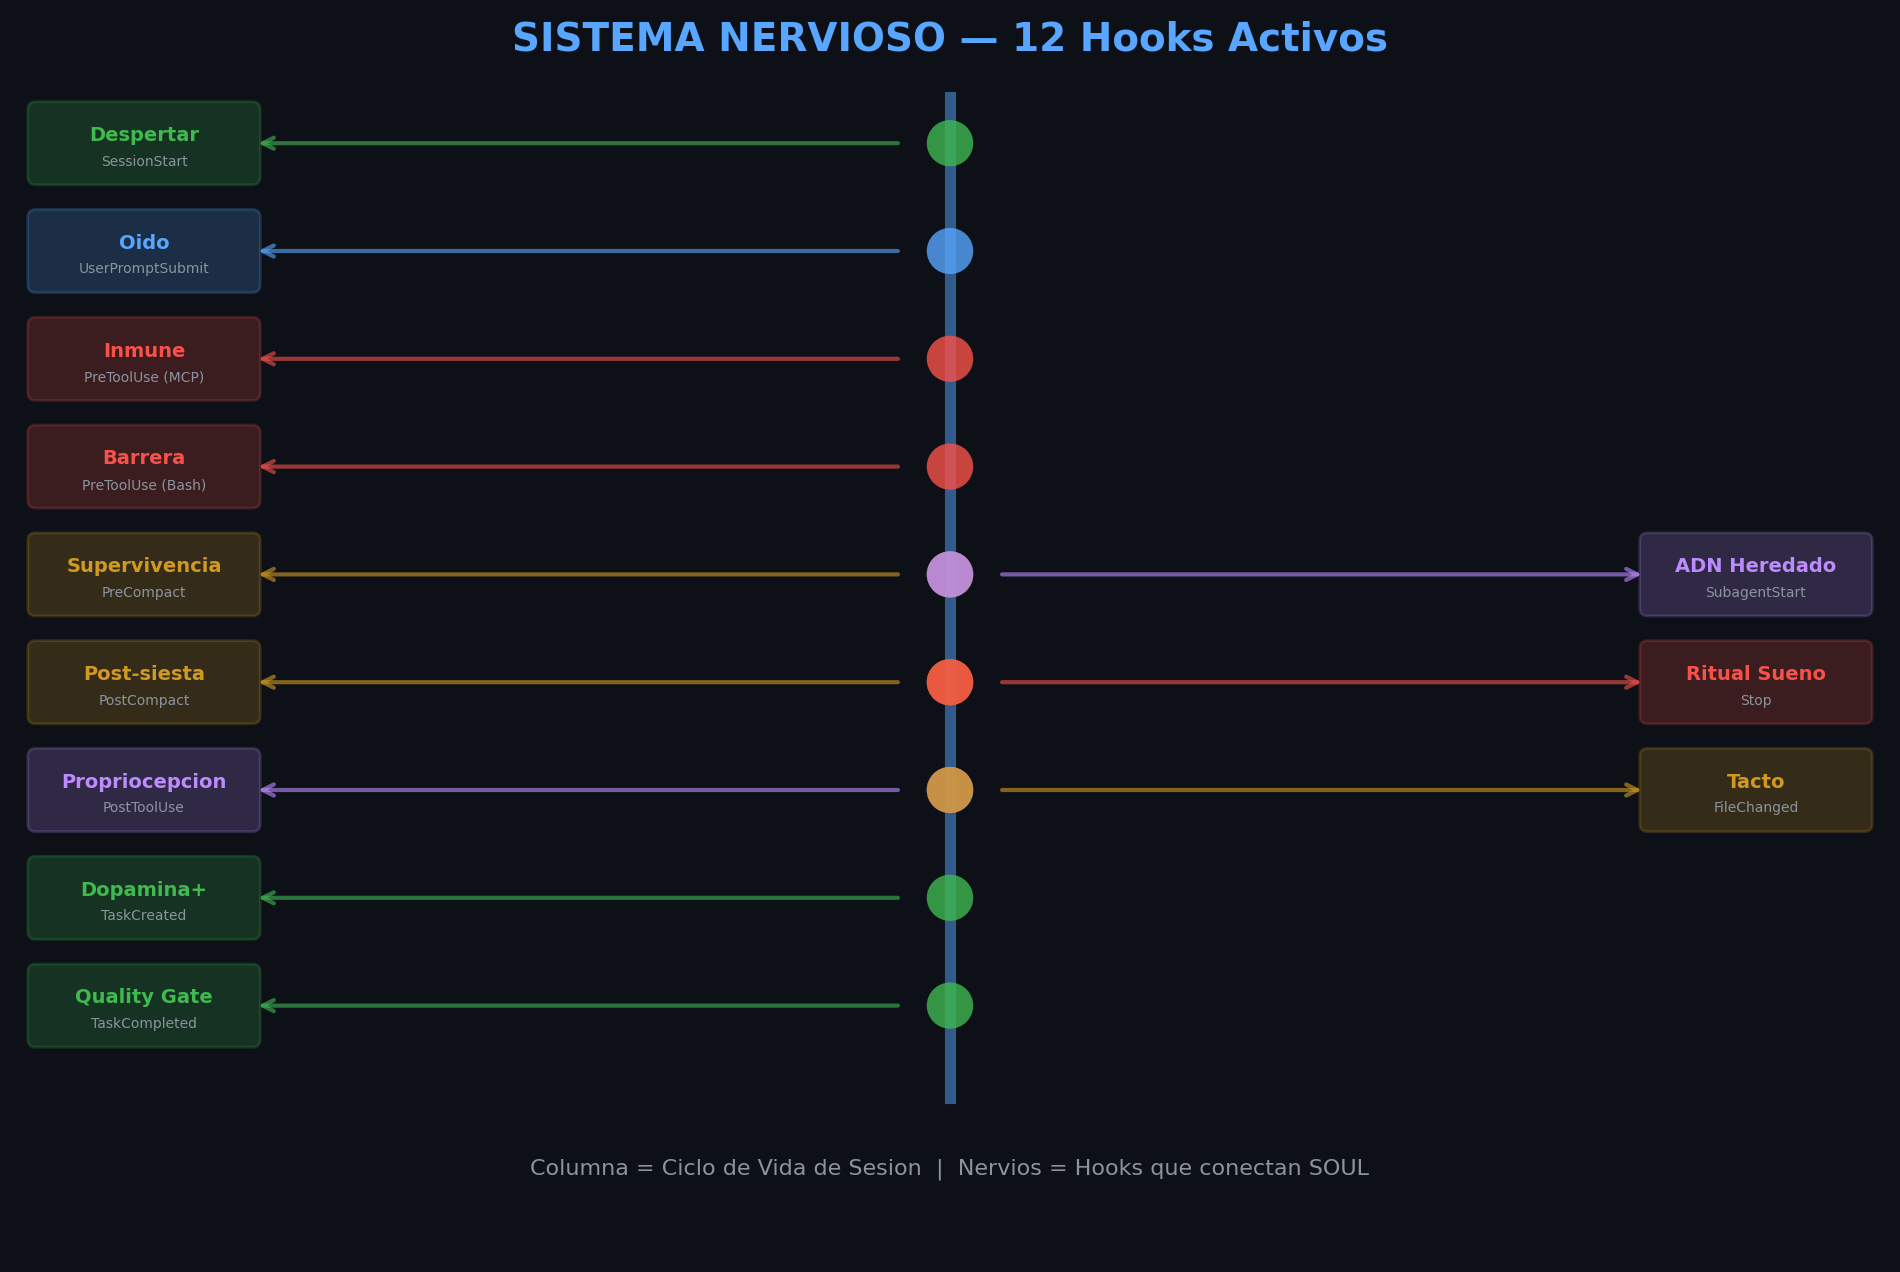 SISTEMA NERVIOSO — 12 Hooks Activos
Despertar
SessionStart
Oido
UserPromptSubmit
Inmune
PreToolUse (MCP)
Barrera
PreToolUse (Bash)
Supervivencia
PreCompact
ADN Heredado
SubagentStart
Post-siesta
PostCompact
Ritual Sueno
Stop
Propriocepcion
PostToolUse
Tacto
FileChanged
Dopamina+
TaskCreated
Quality Gate
TaskCompleted
Columna = Ciclo de Vida de Sesion | Nervios = Hooks que conectan SOUL